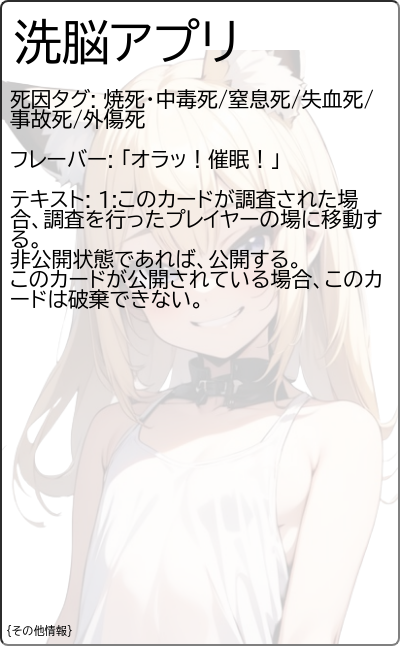 洗脳アプリ
死因タグ: 焼死・中毒死/窒息死/失血死/
事故死/外傷死
フレーバー: 「オラッ！催眠！」
テキスト: 1:このカードが調査された場
合、調査を行ったプレイヤーの場に移動す
る。
非公開状態であれば、公開する。
このカードが公開されている場合、このカ
ードは破棄できない。
{その他情報}